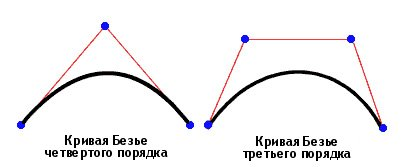 Кривая Безье
четвертого порядка
Кривая Безье
третьего порядка